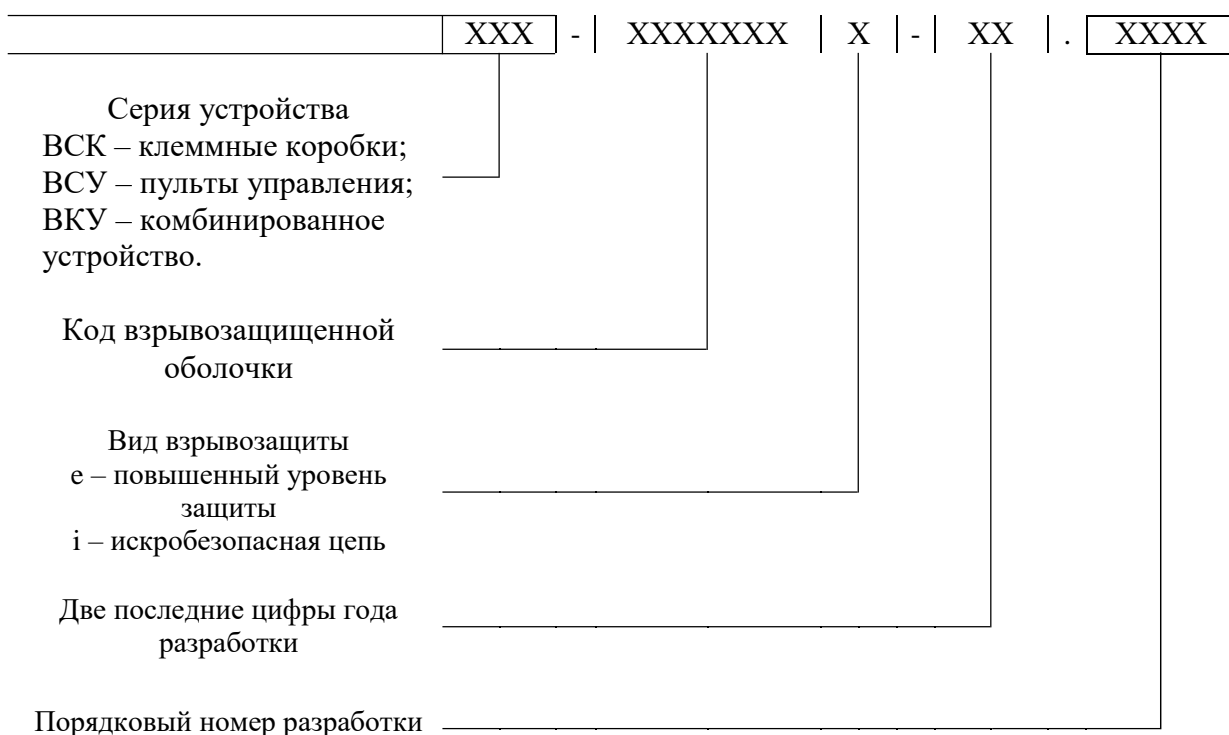 XXX - XXXXXXX X - XX . XXXX
Серия устройства
ВСК – клеммные коробки;
ВСУ – пульты управления;
ВКУ – комбинированное
устройство.
Код взрывозащищенной
оболочки
Вид взрывозащиты
е – повышенный уровень
защиты
i – искробезопасная цепь
Две последние цифры года
разработки
Порядковый номер разработки